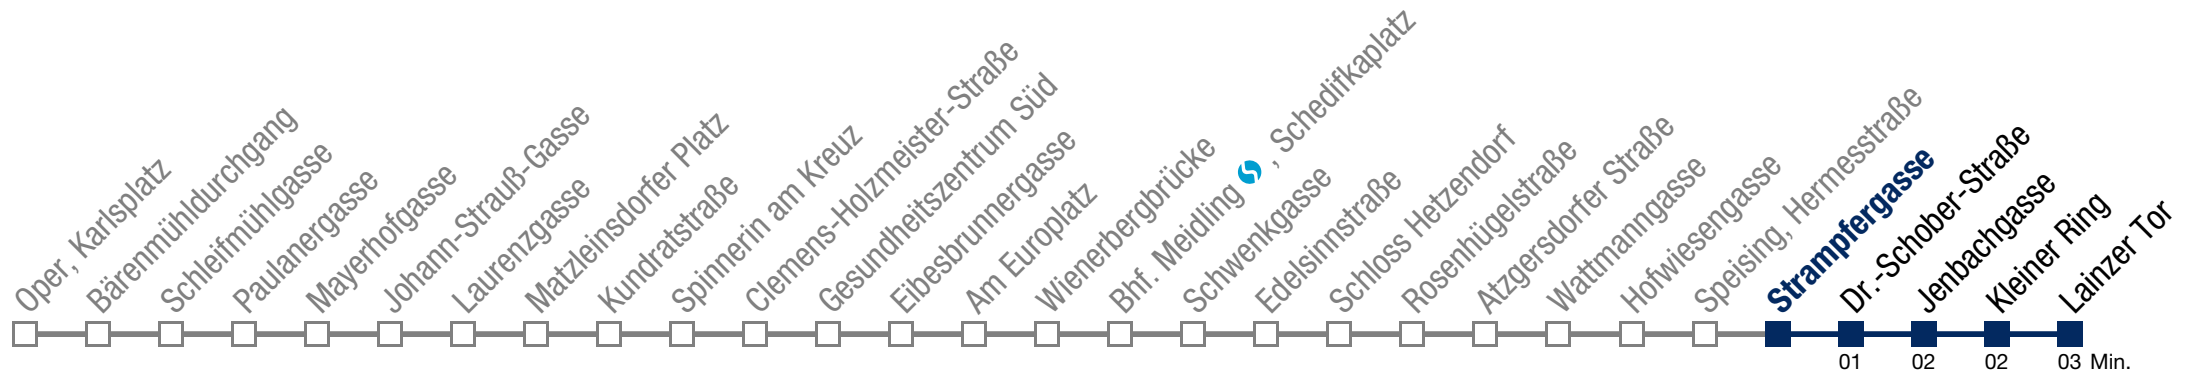 Oper, Karlsplatz
Bärenmühldurchgang
Schleifmühlgasse
Paulanergasse
Mayerhofgasse
Johann-Strauß-Gasse
Laurenzgasse
Matzleinsdorfer Platz
Kundratstraße
Spinnerin am Kreuz
Clemens-Holzmeister-Straße
Gesundheitszentrum Süd
Eibesbrunnergasse
Am Europlatz
Wienerbergbrücke
Bhf. Meidling S, Schedifkaplatz
Schwenkgasse
Edelsinnstraße
Schloss Hetzendorf
Rosenhügelstraße
Atzgersdorfer Straße
Wattmanngasse
Hofwiesengasse
Speising, Hermesstraße
Strampfergasse
Dr.-Schober-Straße
Jenbachgasse
Kleiner Ring
Lainzer Tor
01 02 02 03 Min.